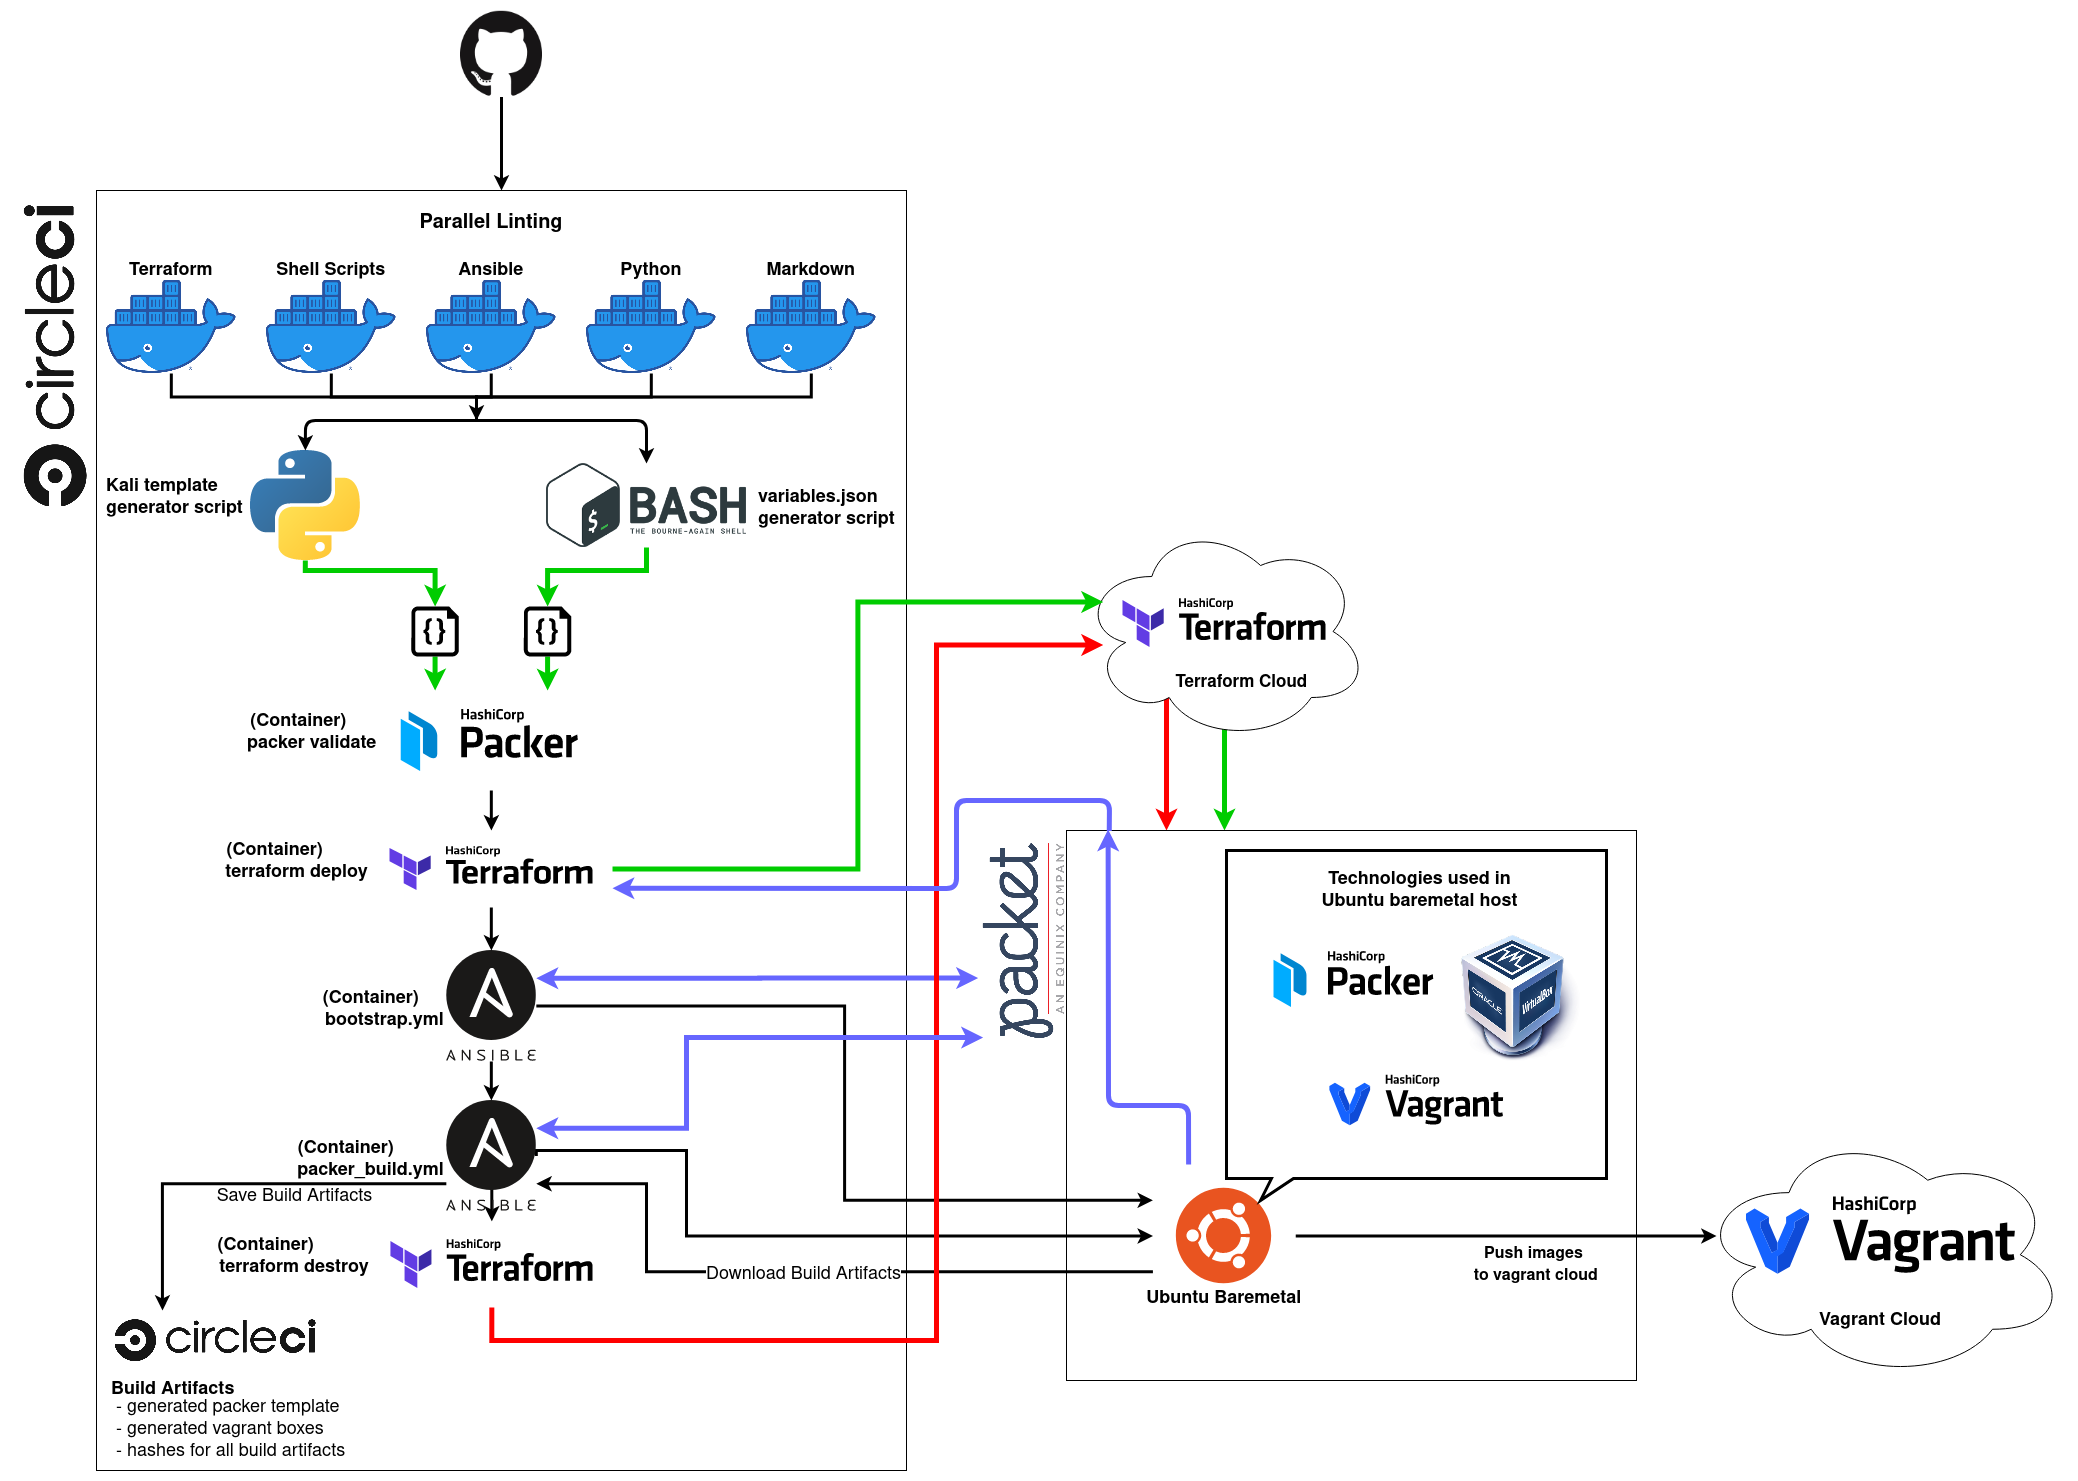 circleci
Parallel Linting
Terraform
Shell Scripts
Ansible
Python
Markdown
Kali template
generator script
$_
BASH
THE BOURNE-AGAIN SHELL
variables.json
generator script
{}
{}
(Container)
packer validate
HashiCorp
Packer
(Container)
terraform deploy
HashiCorp
Terraform
(Container)
bootstrap.yml
ANSIBLE
(Container)
packer_build.yml
ANSIBLE
Save Build Artifacts
(Container)
terraform destroy
HashiCorp
Terraform
circleci
Build Artifacts
- generated packer template
- generated vagrant boxes
- hashes for all build artifacts
Download Build Artifacts
HashiCorp
Terraform
Terraform Cloud
packet
AN EQUINIX COMPANY
Technologies used in
Ubuntu baremetal host
HashiCorp
Packer
ORACLE
VirtualBox
HashiCorp
Vagrant
Ubuntu Baremetal
Push images
to vagrant cloud
HashiCorp
Vagrant
Vagrant Cloud